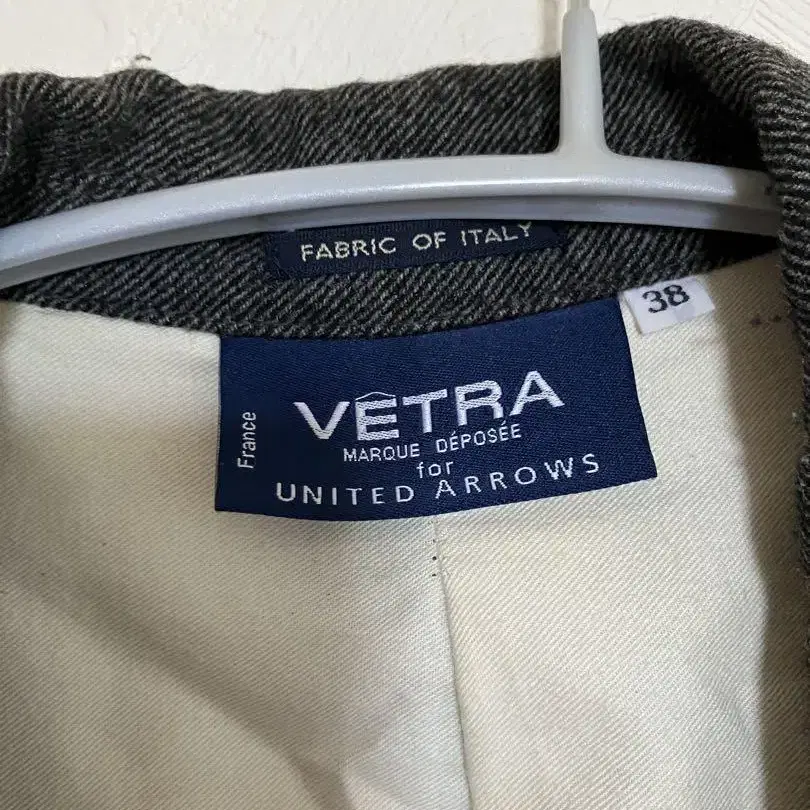 FABRIC OF ITALY
38
France
VÊTRA
MARQUE DÉPOSÉE
for
UNITED ARROWS